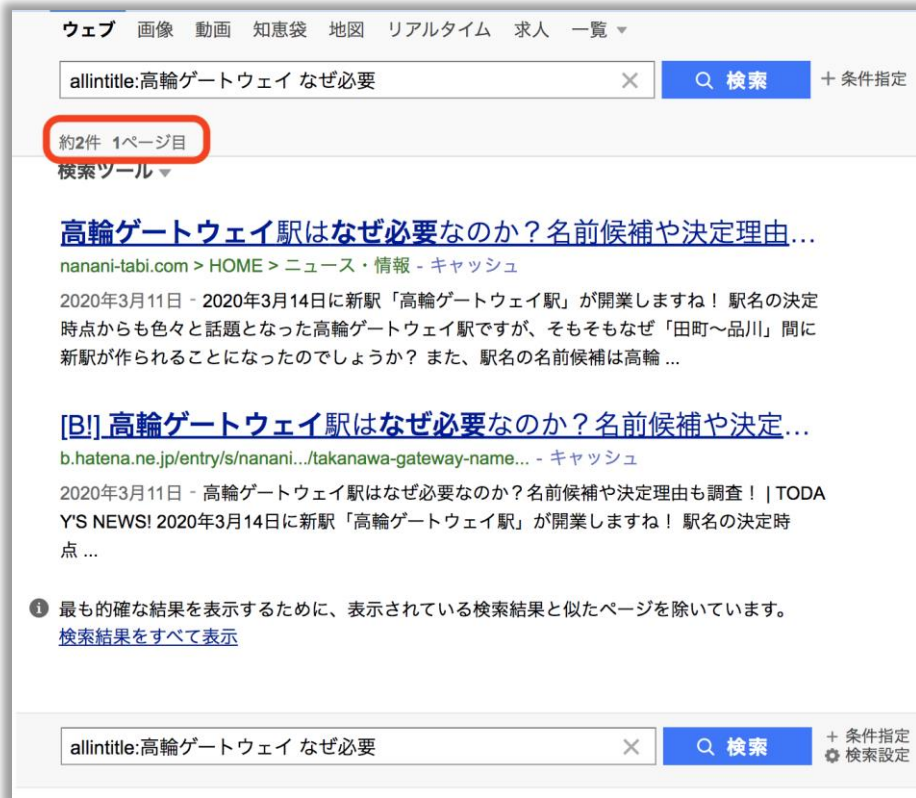 ウェブ 画像 動画 知恵袋 地図 リアルタイム 求人 一覧
allintitle:高輪ゲートウェイ なぜ必要 検索 +条件指定
約2件 1ページ目
検索ツール
高輪ゲートウェイ駅はなぜ必要なのか？名前候補や決定理由...
nanani-tabi.com > HOME > ニュース・情報 - キャッシュ
2020年3月11日 - 2020年3月14日に新駅「高輪ゲートウェイ駅」が開業しますね！ 駅名の決定
時点からも色々と話題となった高輪ゲートウェイ駅ですが、そもそもなぜ「田町〜品川」間に
新駅が作られることになったのでしょうか？ また、駅名の名前候補は高輪 ...
[B!] 高輪ゲートウェイ駅はなぜ必要なのか？名前候補や決定...
b.hatena.ne.jp/entry/s/nanani.../takanawa-gateway-name... - キャッシュ
2020年3月11日 - 高輪ゲートウェイ駅はなぜ必要なのか？名前候補や決定理由も調査！ | TODA
Y'S NEWS! 2020年3月14日に新駅「高輪ゲートウェイ駅」が開業しますね！ 駅名の決定時
点 ...
最も的確な結果を表示するために、表示されている検索結果と似たページを除いています。
検索結果をすべて表示
allintitle:高輪ゲートウェイ なぜ必要 検索 +条件指定
検索設定